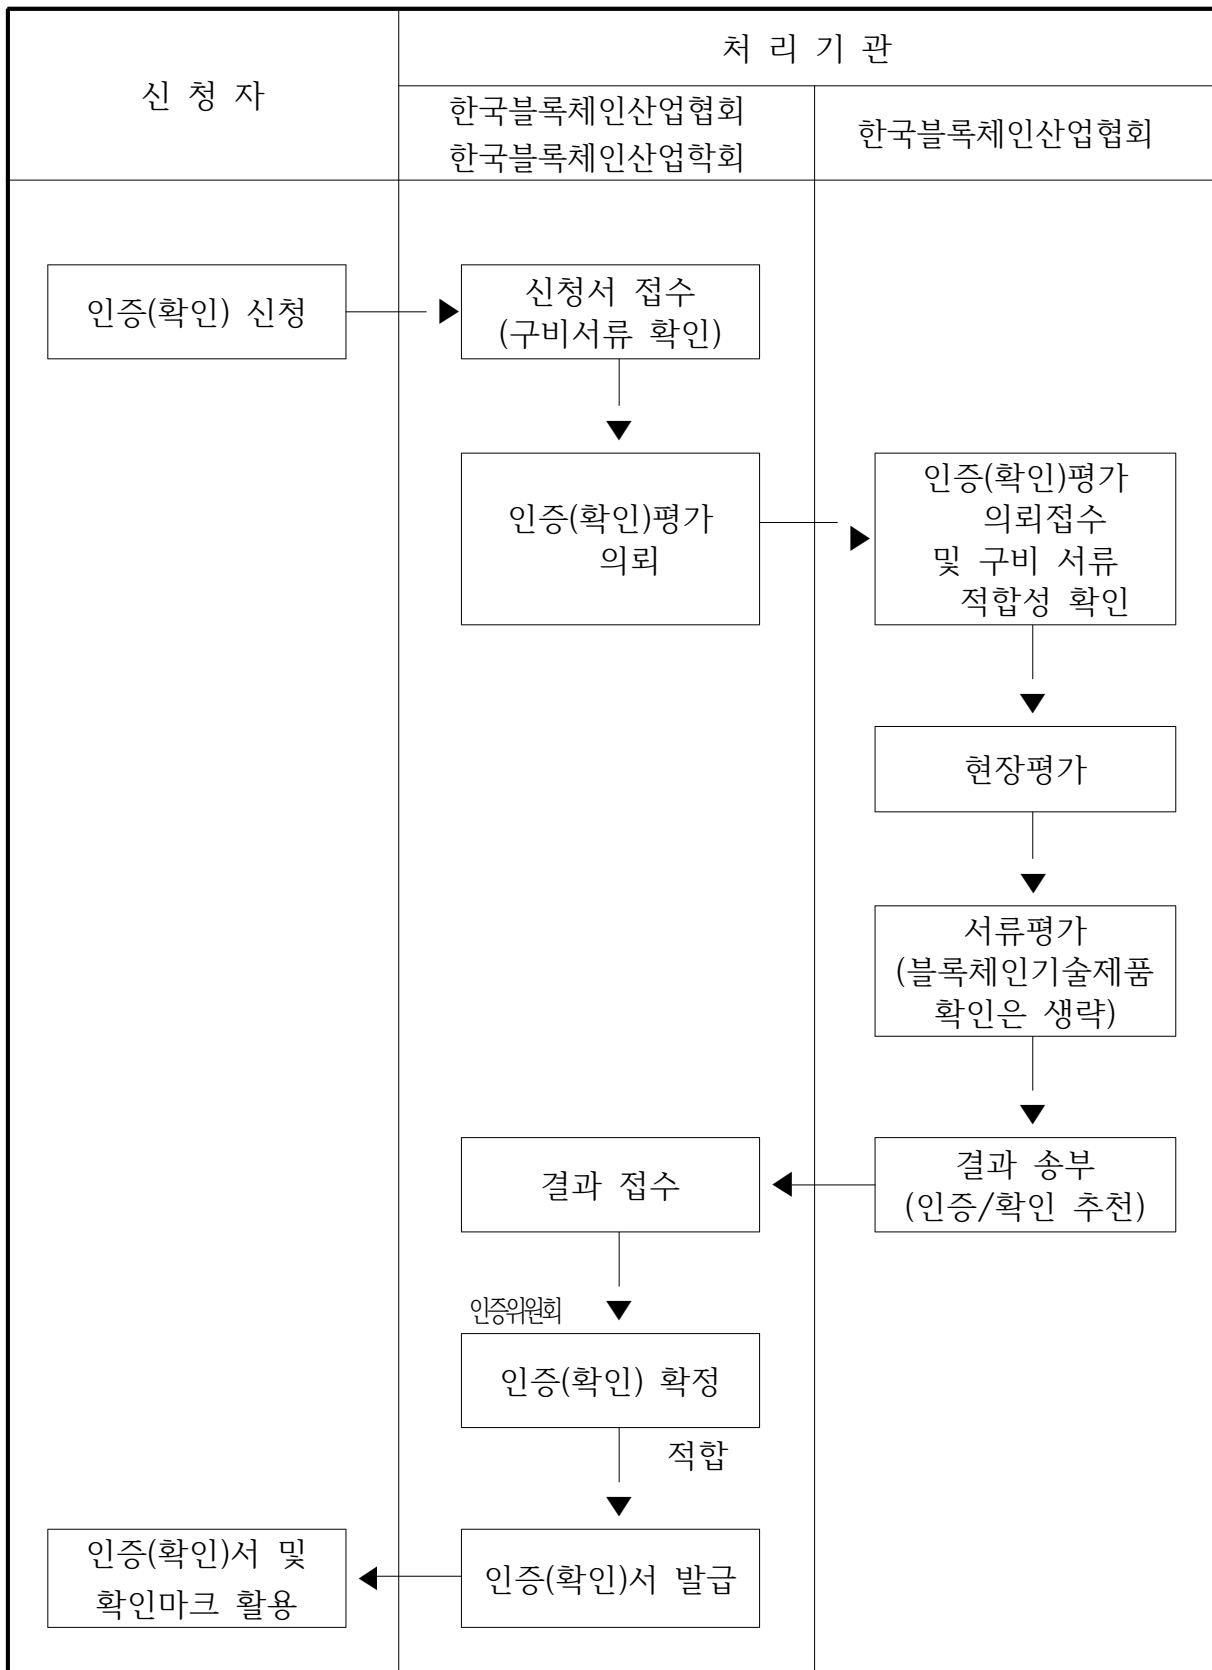 처 리 기 관
신 청 자
한국블록체인산업협회
한국블록체인산업학회
한국블록체인산업협회
인증(확인) 신청
신청서 접수
(구비서류 확인)
인증(확인)평가
의뢰
인증(확인)평가
의뢰접수
및 구비 서류
적합성 확인
현장평가
서류평가
(블록체인기술제품
확인은 생략)
결과 송부
(인증/확인 추천)
결과 접수
인증위원회
인증(확인) 확정
적합
인증(확인)서 발급
인증(확인)서 및
확인마크 활용